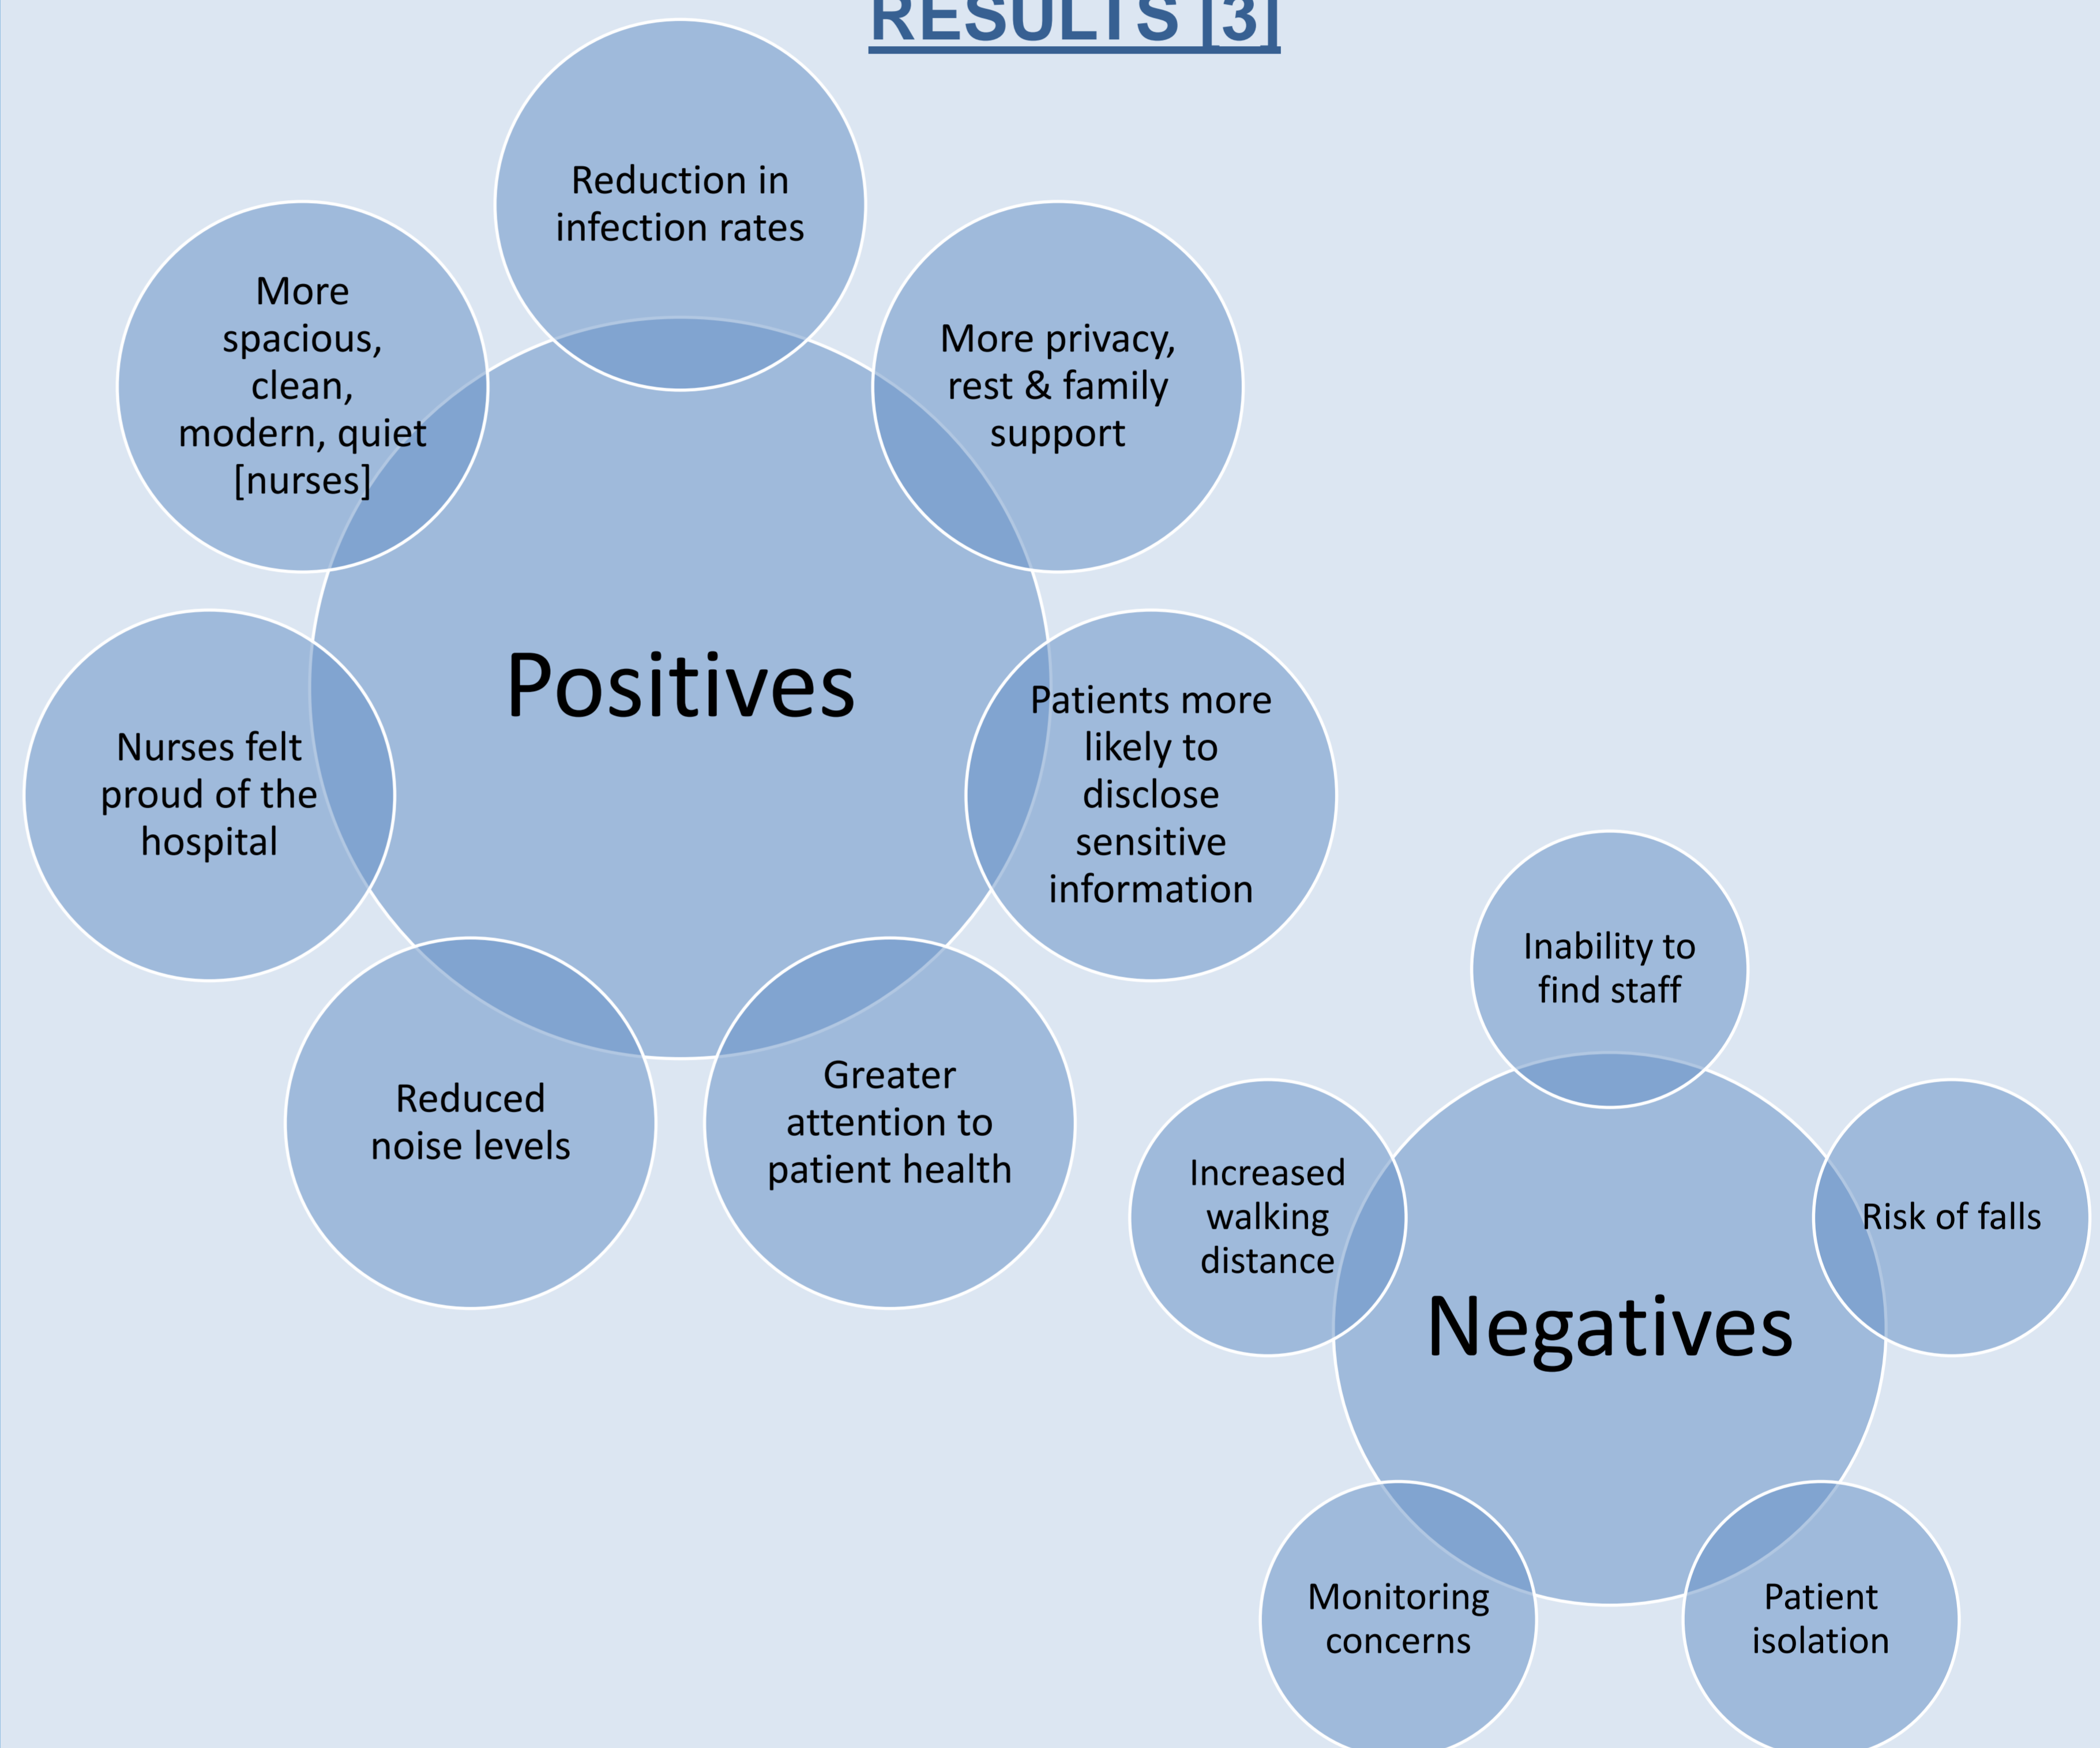 RESULTS [3]
Reduction in
infection rates
More privacy,
rest & family
support
Patients more
likely to
disclose
sensitive
information
Greater
attention to
patient health
Reduced
noise levels
Nurses felt
proud of the
hospital
More
spacious,
clean,
modern, quiet
[nurses]
Positives
Inability to
find staff
Risk of falls
Patient
isolation
Monitoring
concerns
Increased
walking
distance
Negatives